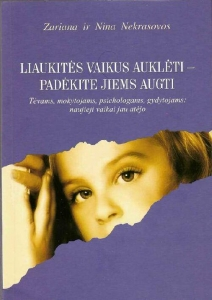 Zariana ir Nina Nekrasovos
LIAUKITĖS VAIKUS AUKLĖTI –
PADĖKITE JIEMS AUGTI
Tėvams, mokytojams, psichologams, gydytojams:
naujieji vaikai jau atėjo